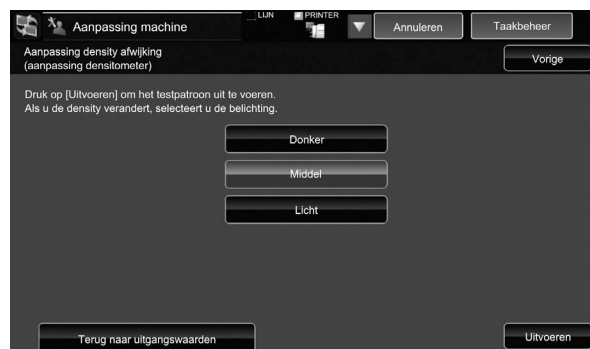 Aanpassing machine
LIJN
PRINTER
Annuleren
Taakbeheer
Aanpassing density afwijking
(aanpassing densitometer)
Vorige
Druk op [Uitvoeren] om het testpatroon uit te voeren.
Als u de density verandert, selecteert u de belichting.
Donker
Middel
Licht
Terug naar uitgangswaarden
Uitvoeren